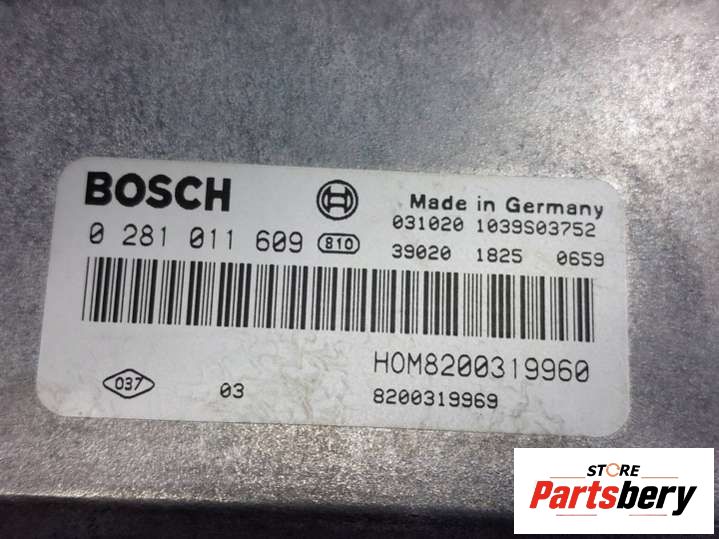 BOSCH
Made in Germany
031020 1039S03752
0 281 011 609 810
39020 1825 0659
HOM8200319960
037 03
8200319969
STORE
Partsbery